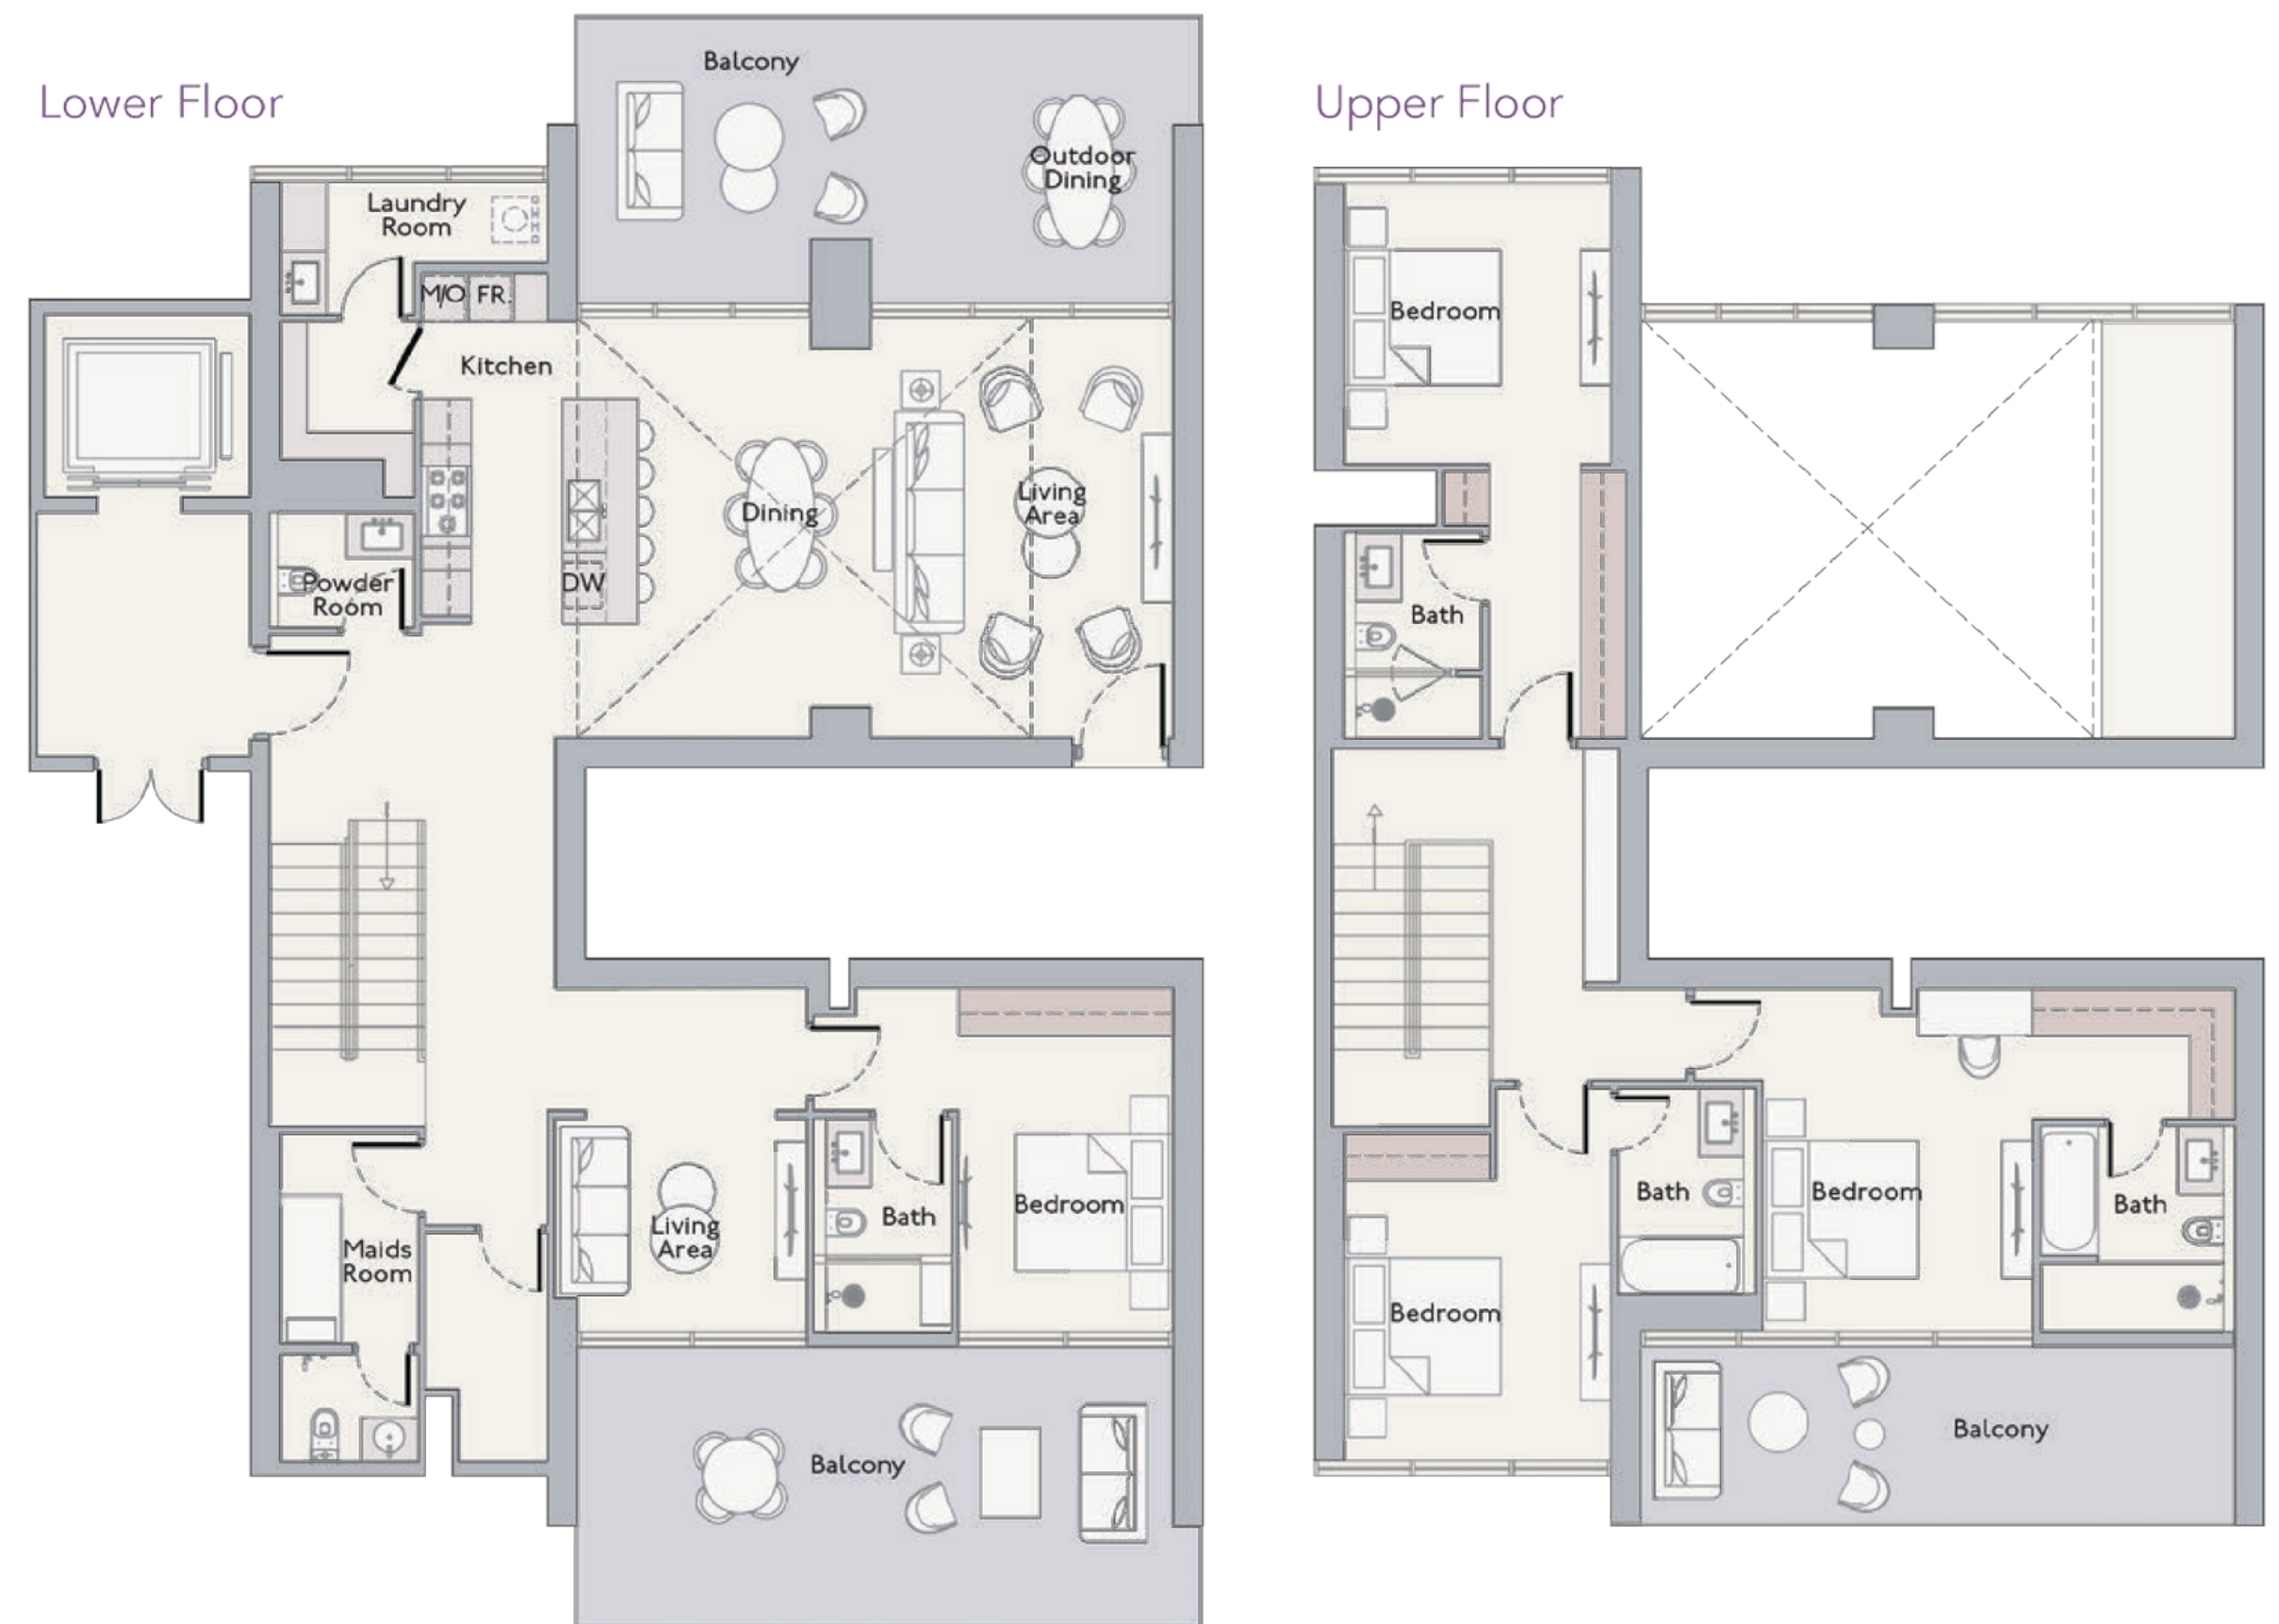 Lower Floor
Balcony
Outdoor
Dining
Laundry
Room
M/O
FR.
Kitchen
Dining
Living
Area
DW
Powder
Room
Maids
Room
Living
Area
Bath
Bedroom
Balcony
Upper Floor
Bedroom
Bath
Bath
Bedroom
Bath
Bedroom
Balcony